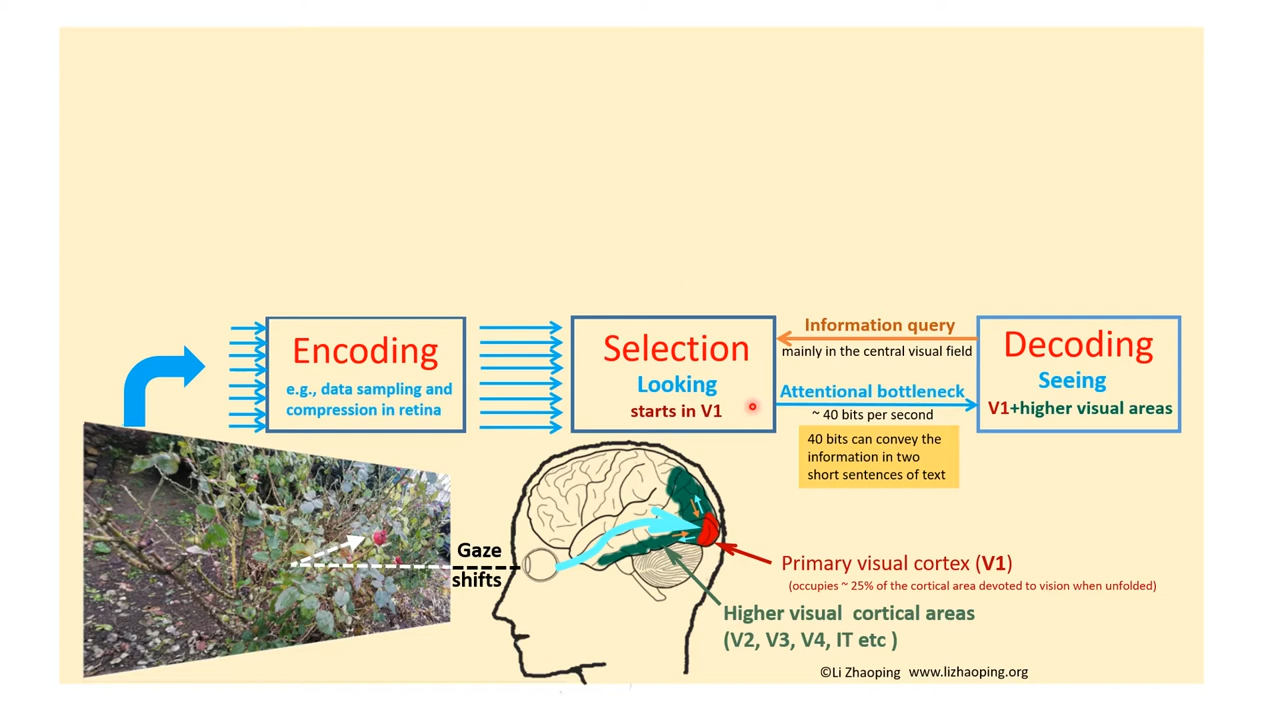 Encoding
e.g., data sampling and
compression in retina
Selection
Looking
starts in V1
Information query
mainly in the central visual field
Attentional bottleneck
~ 40 bits per second
40 bits can convey the
information in two
short sentences of text
Decoding
Seeing
V1+higher visual areas
Gaze
shifts
Primary visual cortex (V1)
(occupies ~ 25% of the cortical area devoted to vision when unfolded)
Higher visual cortical areas
(V2, V3, V4, IT etc )
©Li Zhaoping www.lizhaoping.org